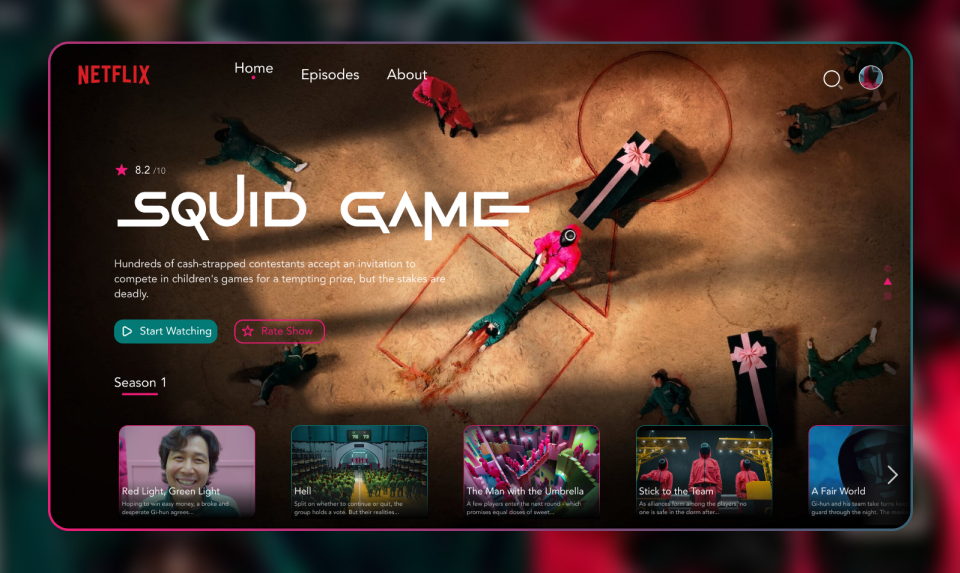 NETFLIX
Home
Episodes
About
8.2 /10
SQUID GAME
Hundreds of cash-strapped contestants accept an invitation to
compete in children's games for a tempting prize, but the stakes are
deadly.
Start Watching
Rate Show
Season 1
Red Light, Green Light
Hoping to win easy money, a broke and
desperate Gi-hun agrees...
Hell
Split on whether to continue or quit, the
group holds a vote. But their realities...
The Man with the Umbrella
A few players enter the next round - which
promises equal doses of sweet...
Stick to the Team
As alliances form among the players, no
one is safe in the dorm after...
A Fair World
Gi-hun and his team take turns
guard through the night. The